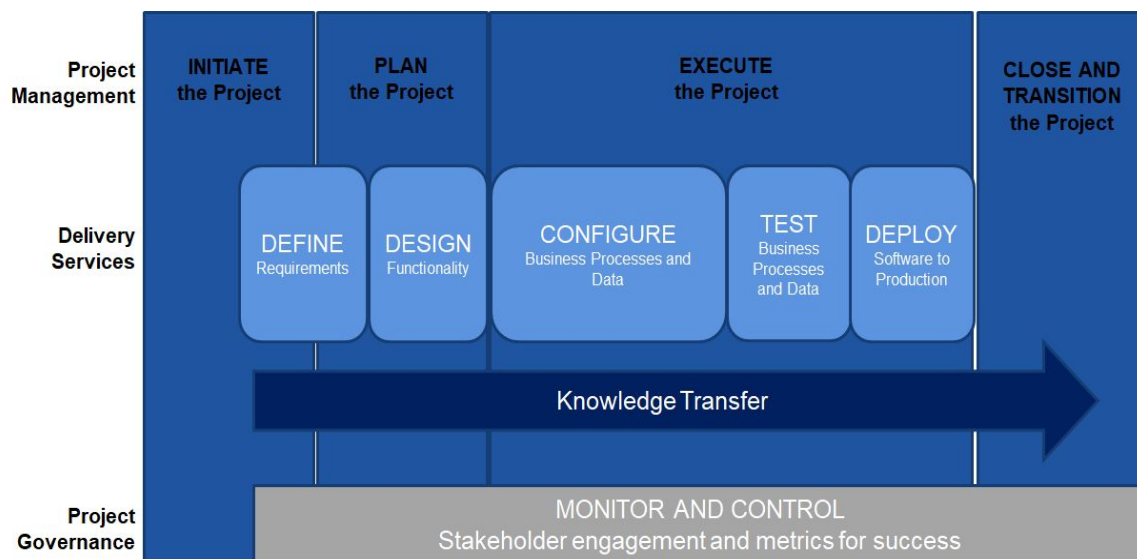 Project
Management
INITIATE
the Project
PLAN
the Project
EXECUTE
the Project
CLOSE AND
TRANSITION
the Project
Delivery
Services
DEFINE
Requirements
DESIGN
Functionality
CONFIGURE
Business Processes and
Data
TEST
Business
Processes
and Data
DEPLOY
Software to
Production
Knowledge Transfer
Project
Governance
MONITOR AND CONTROL
Stakeholder engagement and metrics for success